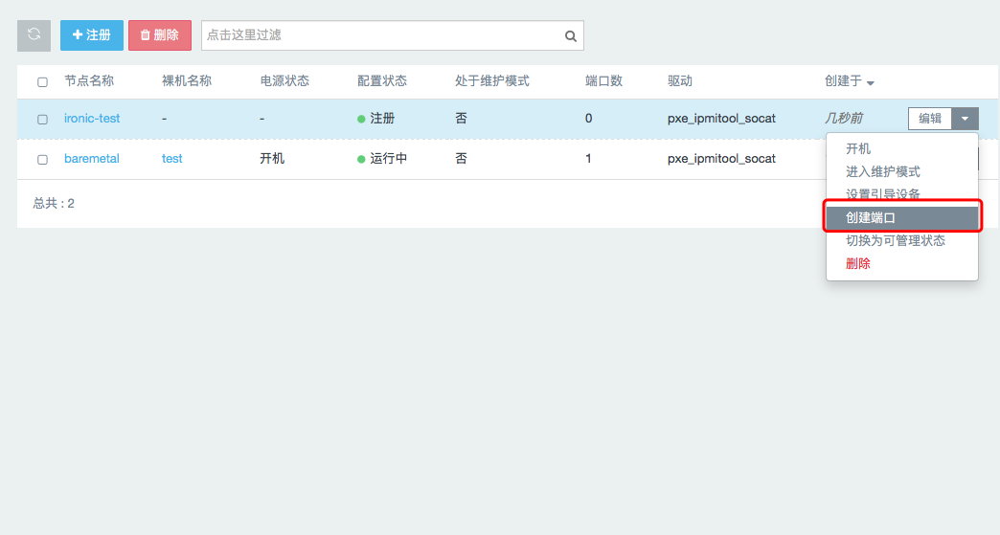 注册 删除 点击这里过滤
节点名称 裸机名称 电源状态 配置状态 处于维护模式 端口数 驱动 创建于
ironic-test - - 注册 否 0 pxe_ipmitool_socat 几秒前 编辑
baremetal test 开机 运行中 否 1 pxe_ipmitool_socat
开机
进入维护模式
设置引导设备
创建端口
切换为可管理状态
删除
总共 : 2